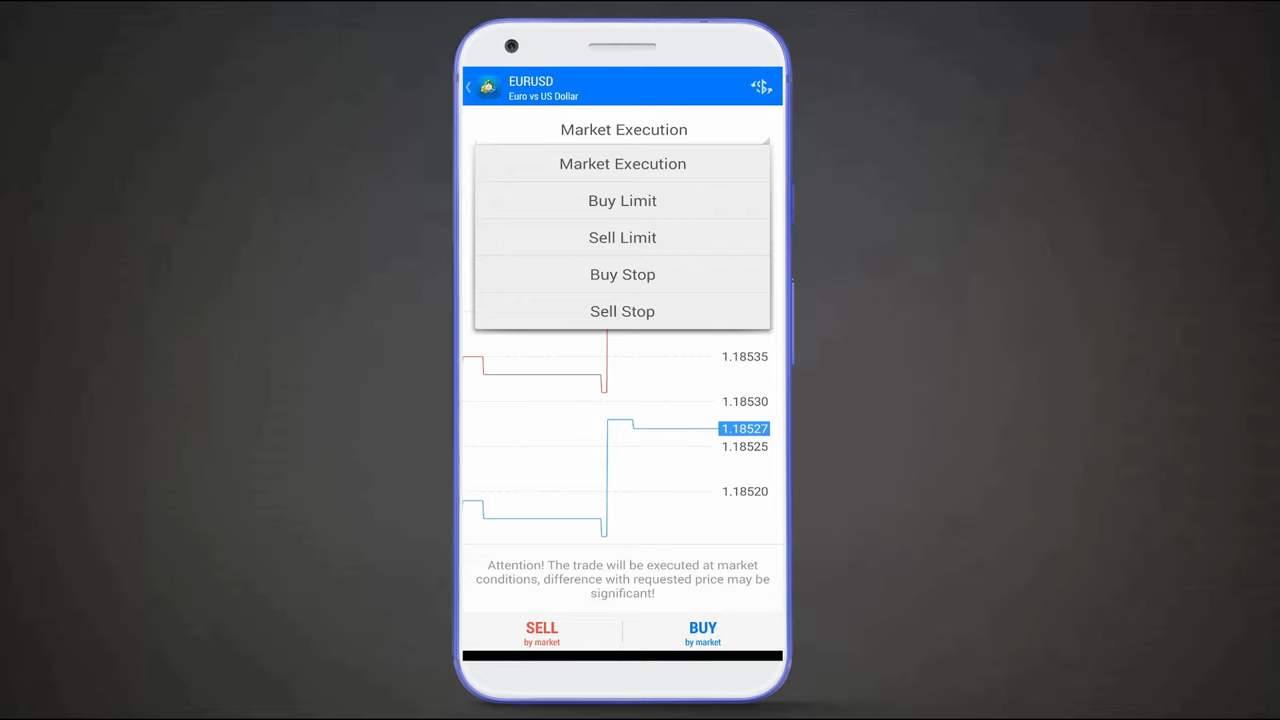 EURUSD
Euro vs US Dollar
Market Execution
Market Execution
Buy Limit
Sell Limit
Buy Stop
Sell Stop
1.18535
1.18530
1.18527
1.18525
1.18520
Attention! The trade will be executed at market
conditions, difference with requested price may be
significant!
SELL
by market
BUY
by market